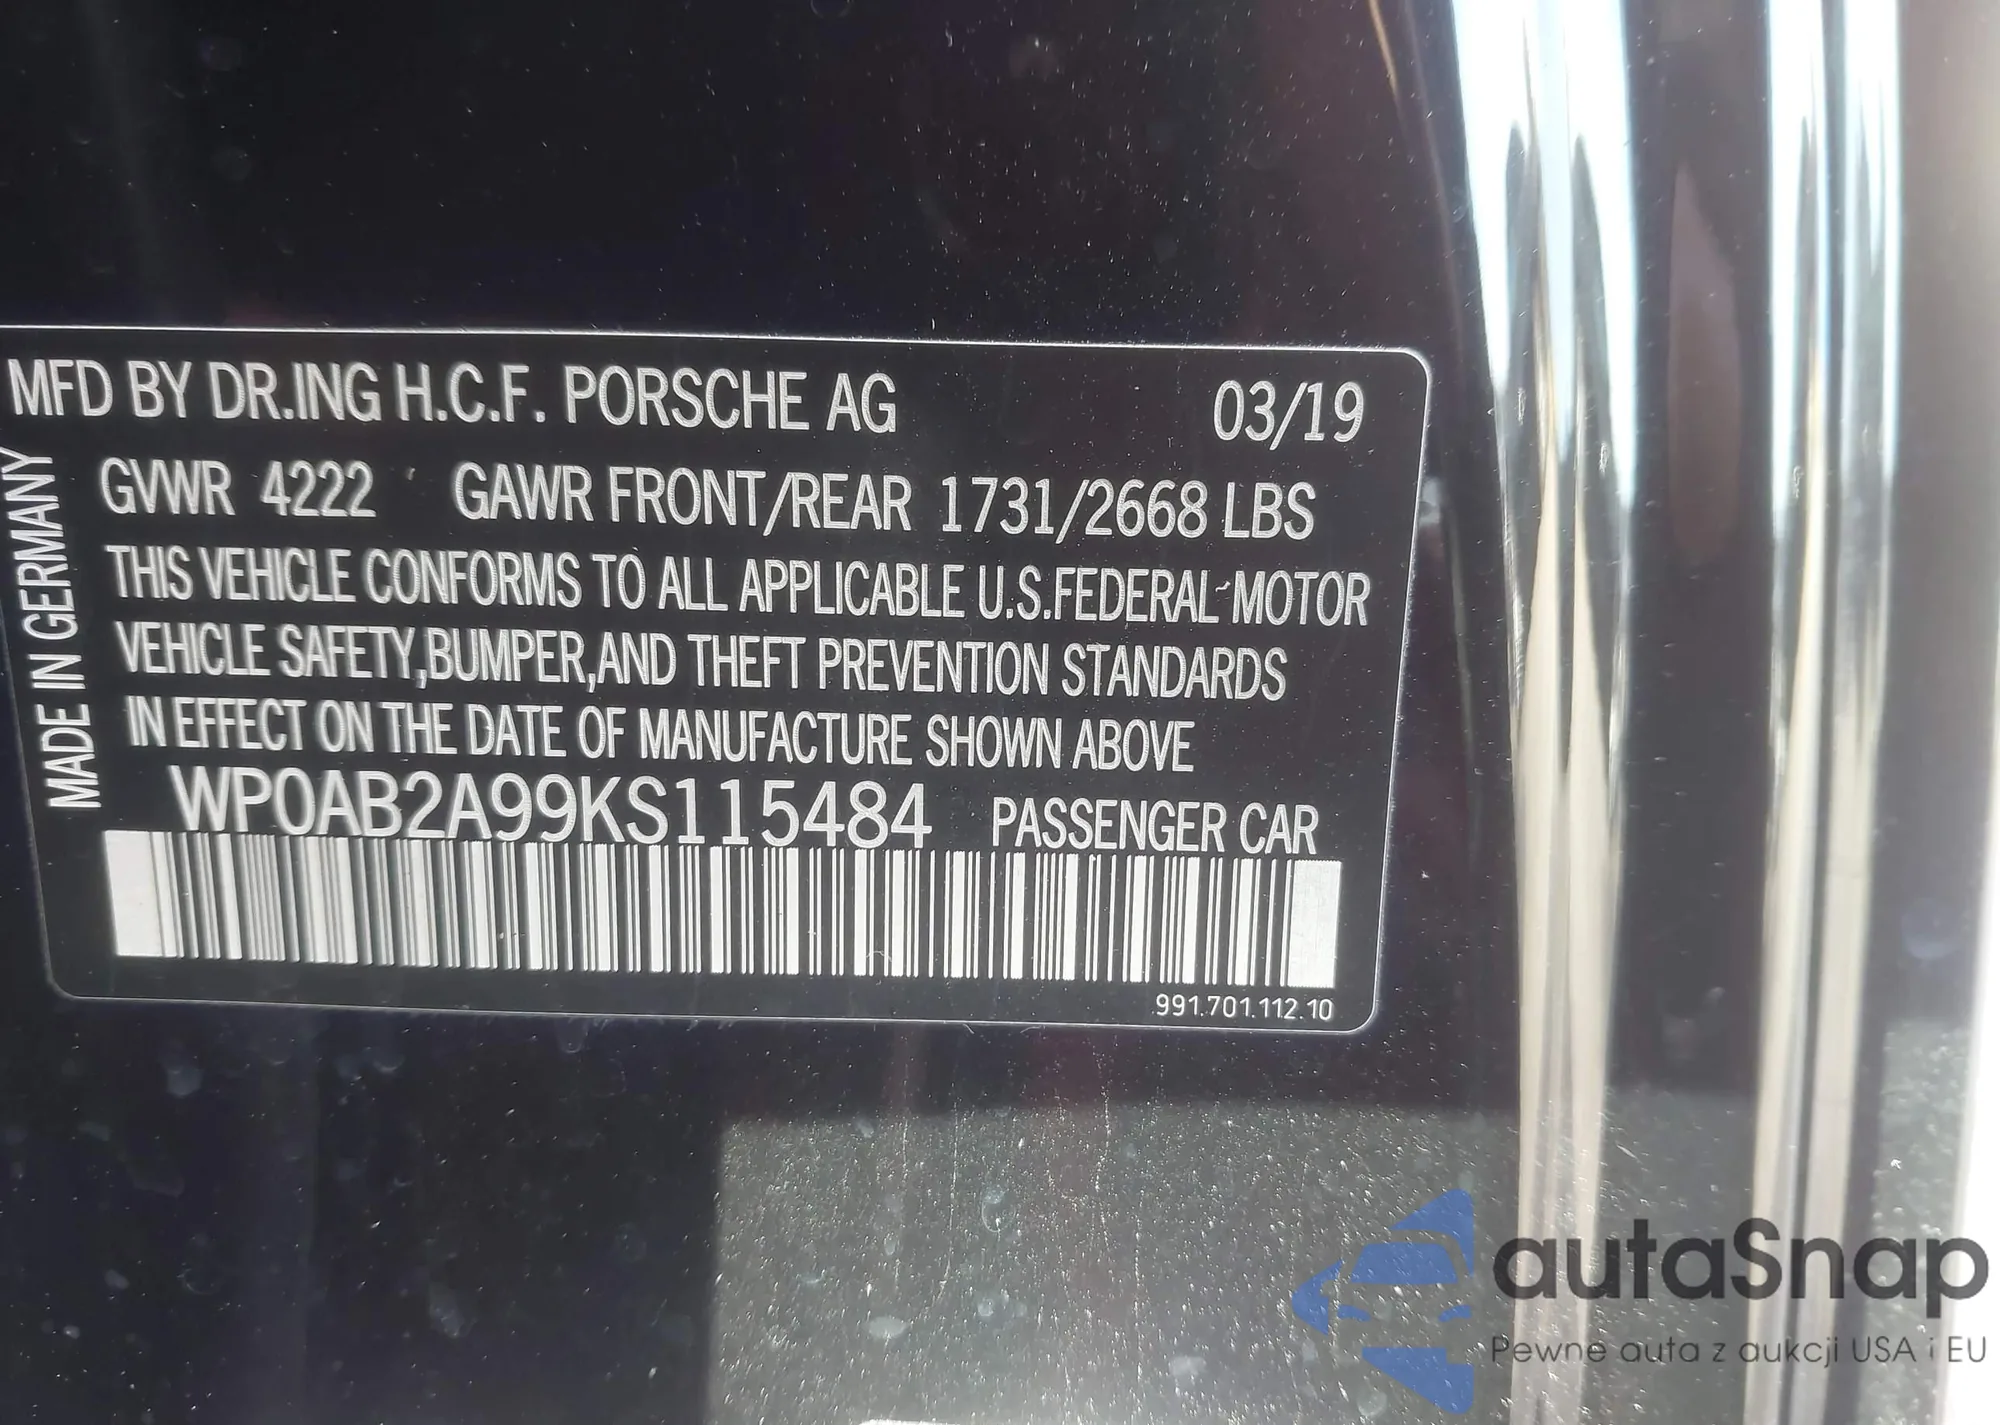 MFD BY DR.ING H.C.F. PORSCHE AG 03/19
GVWR 4222 GAWR FRONT/REAR 1731/2668 LBS
THIS VEHICLE CONFORMS TO ALL APPLICABLE U.S.FEDERAL MOTOR
VEHICLE SAFETY,BUMPER,AND THEFT PREVENTION STANDARDS
IN EFFECT ON THE DATE OF MANUFACTURE SHOWN ABOVE
WP0AB2A99KS115484 PASSENGER CAR
991.701.112.10
MADE IN GERMANY
autaSnap
Pewne auta z aukcji USA i EU